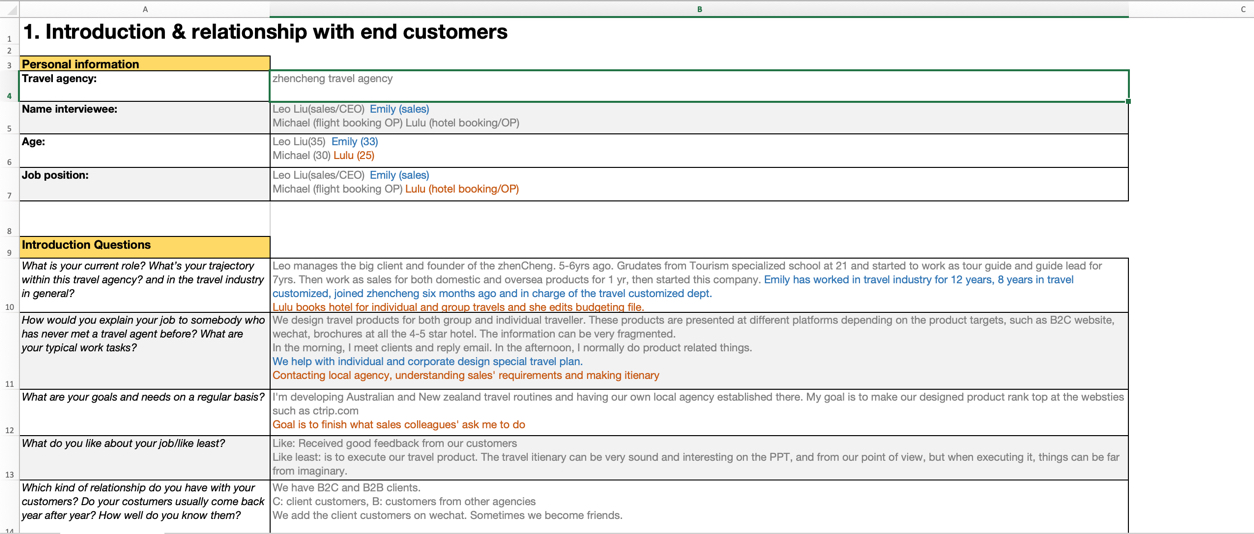 A B C
1 1. Introduction & relationship with end customers
2
3 Personal information
4 Travel agency: zhencheng travel agency
5 Name interviewee: Leo Liu(sales/CEO) Emily (sales)
Michael (flight booking OP) Lulu (hotel booking/OP)
6 Age: Leo Liu(35) Emily (33)
Michael (30) Lulu (25)
7 Job position: Leo Liu(sales/CEO) Emily (sales)
Michael (flight booking OP) Lulu (hotel booking/OP)
8
9 Introduction Questions
10
What is your current role? What's your trajectory
within this travel agency? and in the travel industry
in general?
Leo manages the big client and founder of the zhenCheng. 5-6yrs ago. Grudates from Tourism specialized school at 21 and started to work as tour guide and guide lead for
7yrs. Then work as sales for both domestic and oversea products for 1 yr, then started this company. Emily has worked in travel industry for 12 years, 8 years in travel
customized, joined zhencheng six months ago and in charge of the travel customized dept.
Lulu books hotel for individual and group travels and she edits budgeting file.
11
How would you explain your job to somebody who
has never met a travel agent before? What are
your typical work tasks?
We design travel products for both group and individual traveller. These products are presented at different platforms depending on the product targets, such as B2C website,
wechat, brochures at all the 4-5 star hotel. The information can be very fragmented.
In the morning, I meet clients and reply email. In the afternoon, I normally do product related things.
We help with individual and corporate design special travel plan.
Contacting local agency, understanding sales' requirements and making itienary
12
What are your goals and needs on a regular basis?
I'm developing Australian and New zealand travel routines and having our own local agency established there. My goal is to make our designed product rank top at the websties
such as ctrip.com
Goal is to finish what sales colleagues' ask me to do
13
What do you like about your job/like least?
Like: Received good feedback from our customers
Like least: is to execute our travel product. The travel itienary can be very sound and interesting on the PPT, and from our point of view, but when executing it, things can be far
from imaginary.
14
Which kind of relationship do you have with your
customers? Do your costumers usually come back
year after year? How well do you know them?
We have B2C and B2B clients.
C: client customers, B: customers from other agencies
We add the client customers on wechat. Sometimes we become friends.